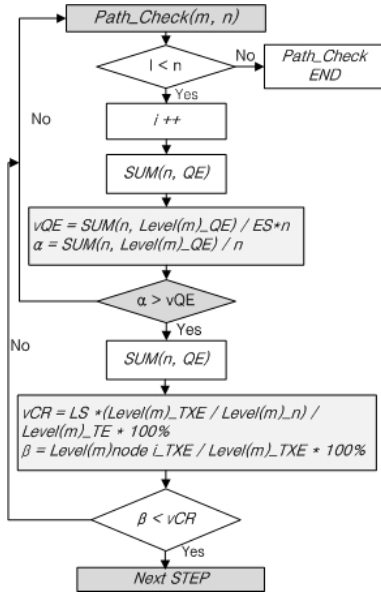 Path_Check(m, n)
I < n
No
Path_Check
END
Yes
No
i ++
SUM(n, QE)
vQE = SUM(n, Level(m)_QE) / ES*n
α = SUM(n, Level(m)_QE) / n
α > vQE
No
Yes
SUM(n, QE)
vCR = LS *(Level(m)_TXE / Level(m)_n) /
Level(m)_TE * 100%
β = Level(m)node i_TXE / Level(m)_TXE * 100%
β < vCR
Yes
Next STEP